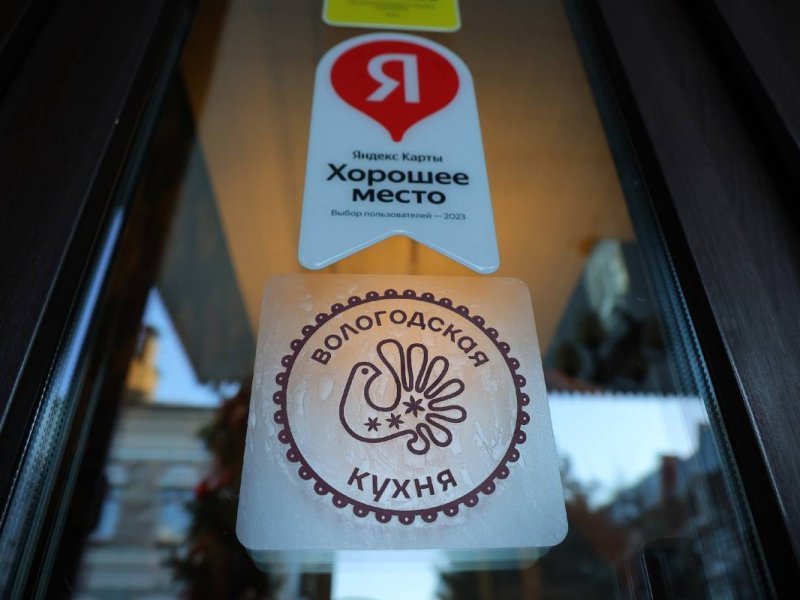 Я
Яндекс Карты
Хорошее
место
Выбор пользователей — 2023
ВОЛОГОДСКАЯ
КУХНЯ